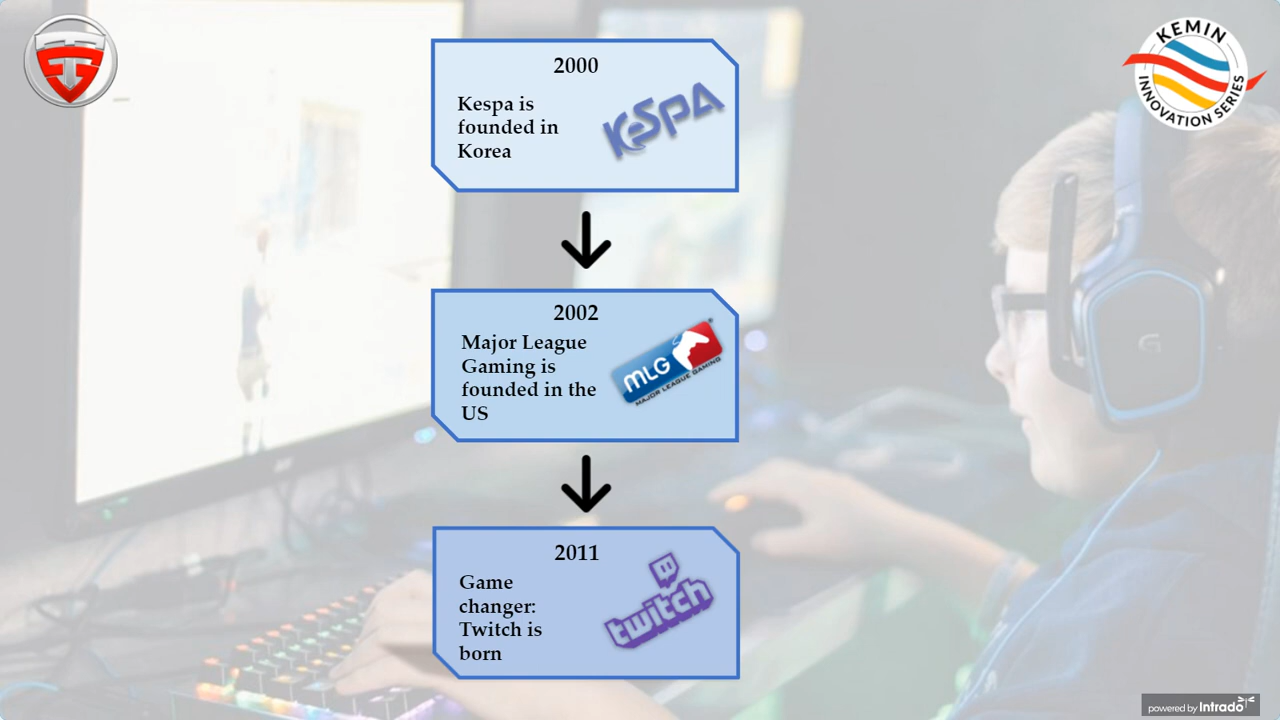 KEMIN
INNOVATION SERIES
2000
Kespa is
founded in
Korea
KeSPA
2002
Major League
Gaming is
founded in the
US
MLG
MAJOR LEAGUE GAMING
2011
Game
changer:
Twitch is
born
twitch
G
powered by Intrado